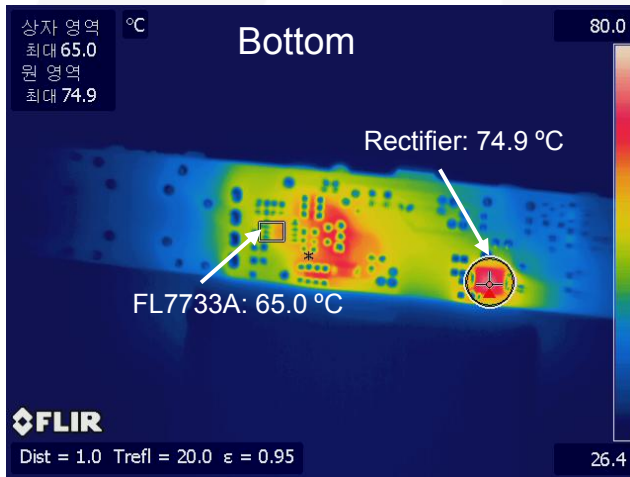 상자 영역 ℃
최대 65.0
원 영역
최대 74.9
Bottom
80.0
Rectifier: 74.9 ºC
FL7733A: 65.0 ºC
FLIR
Dist = 1.0 Trefl = 20.0 ε = 0.95
26.4